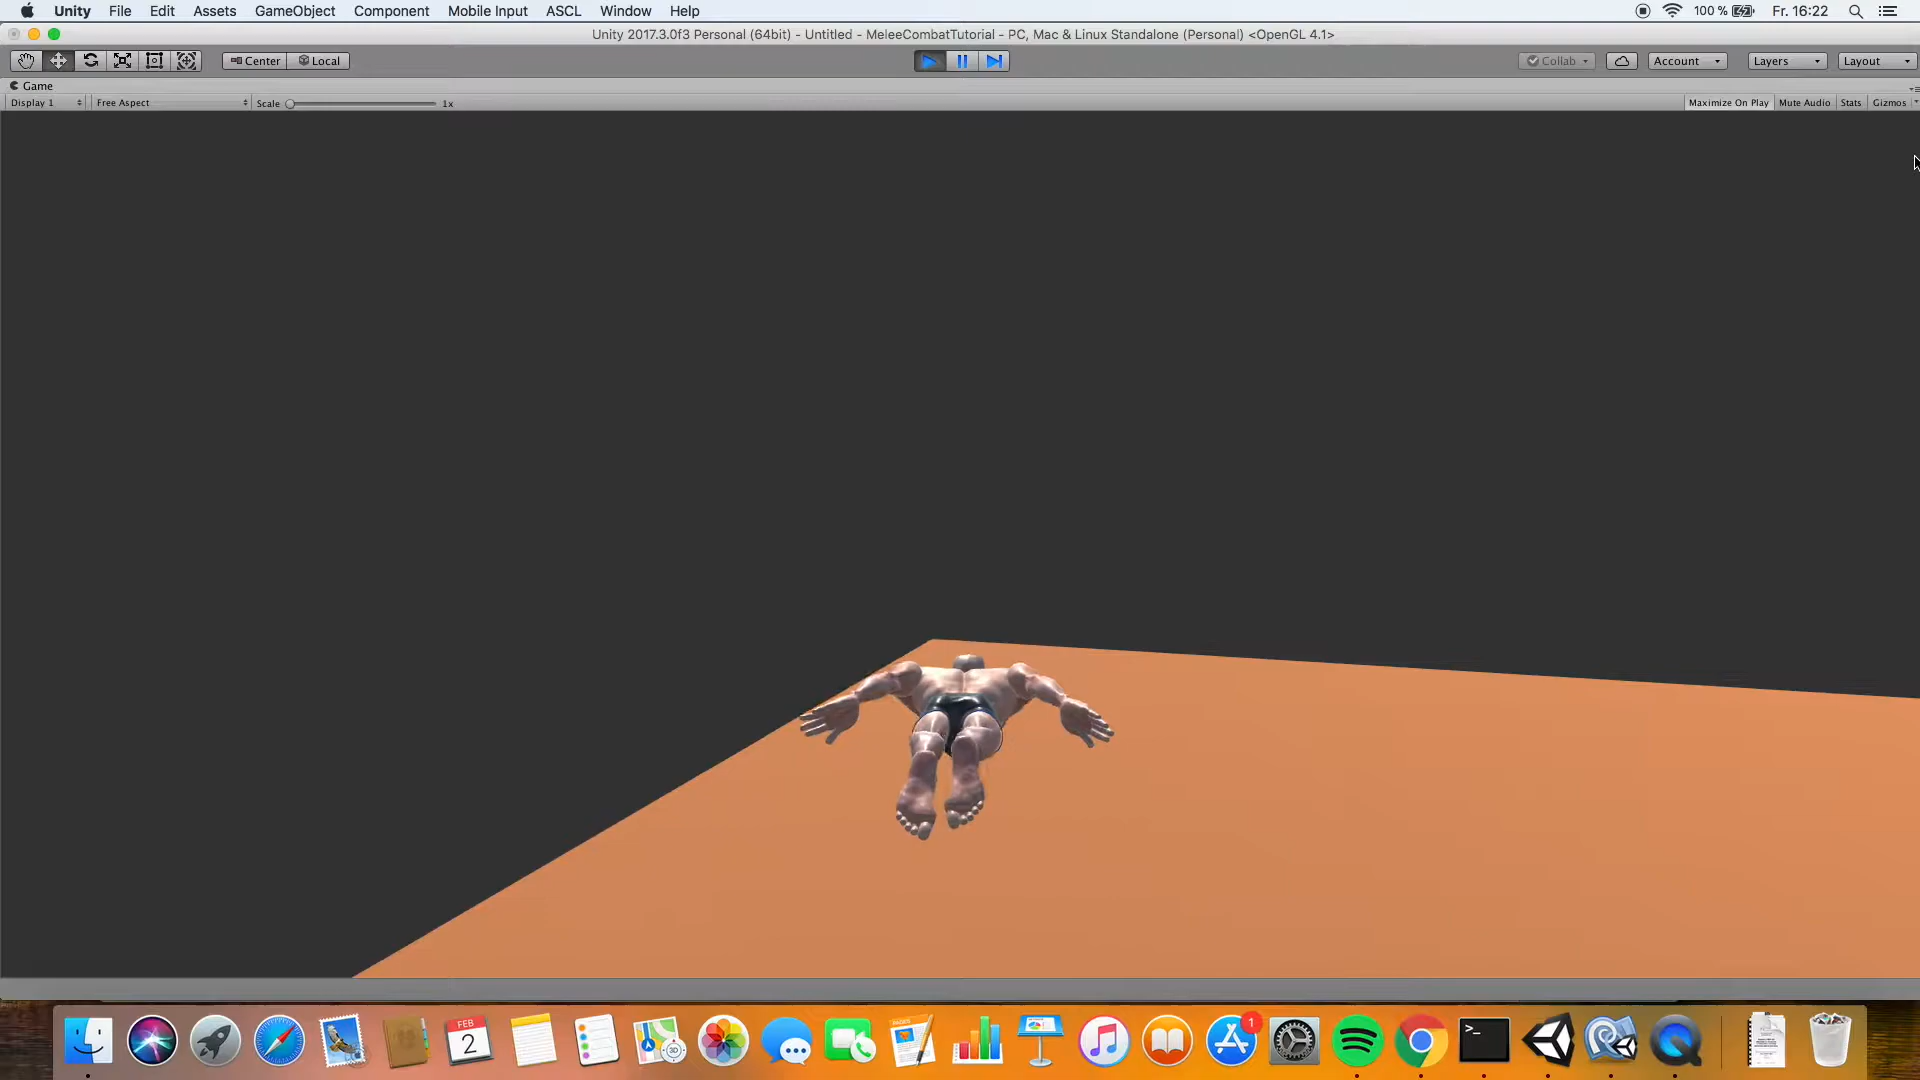 Unity File Edit Assets GameObject Component Mobile Input ASCL Window Help 100 % Fr. 16:22
Unity 2017.3.0f3 Personal (64bit) - Untitled - MeleeCombatTutorial - PC, Mac & Linux Standalone (Personal) <OpenGL 4.1>
Center Local Collab Account Layers Layout
Game
Display 1 Free Aspect Scale 1x Maximize On Play Mute Audio Stats Gizmos
FEB
2
3D
PAGES
1
>_